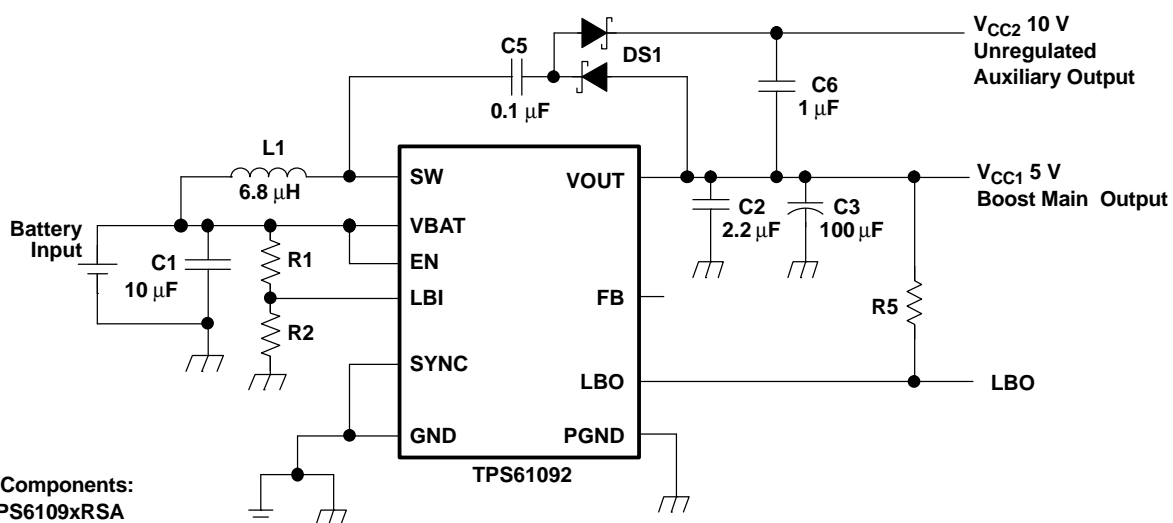 C5
0.1 μF
DS1
C6
1 μF
VCC2 10 V
Unregulated
Auxiliary Output
L1
6.8 μH
SW
VOUT
VCC1 5 V
Boost Main Output
Battery
Input
C1
10 μF
R1
R2
VBAT
EN
LBI
SYNC
GND
FB
LBO
PGND
C2
2.2 μF
C3
100 μF
R5
LBO
TPS61092
Components:
PS6109xRSA